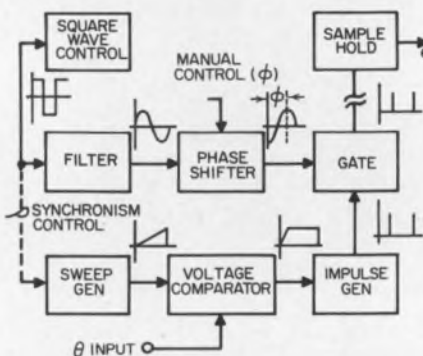 SQUARE
WAVE
CONTROL
SAMPLE
HOLD
MANUAL
CONTROL (ϕ)
ϕ
FILTER
PHASE
SHIFTER
GATE
SYNCHRONISM
CONTROL
SWEEP
GEN
VOLTAGE
COMPARATOR
IMPULSE
GEN
θ INPUT